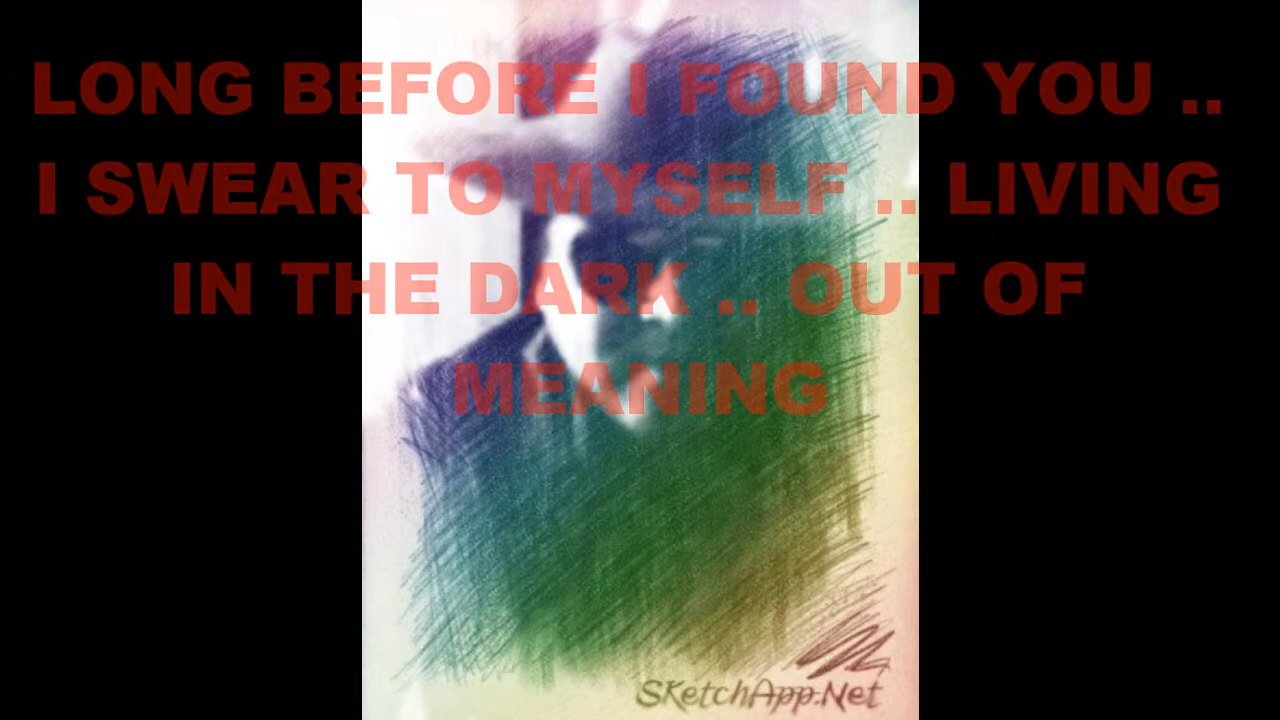 LONG BEFORE I FOUND YOU ..
I SWEAR TO MYSELF .. LIVING
IN THE DARK .. OUT OF
MEANING
SketchApp.Net